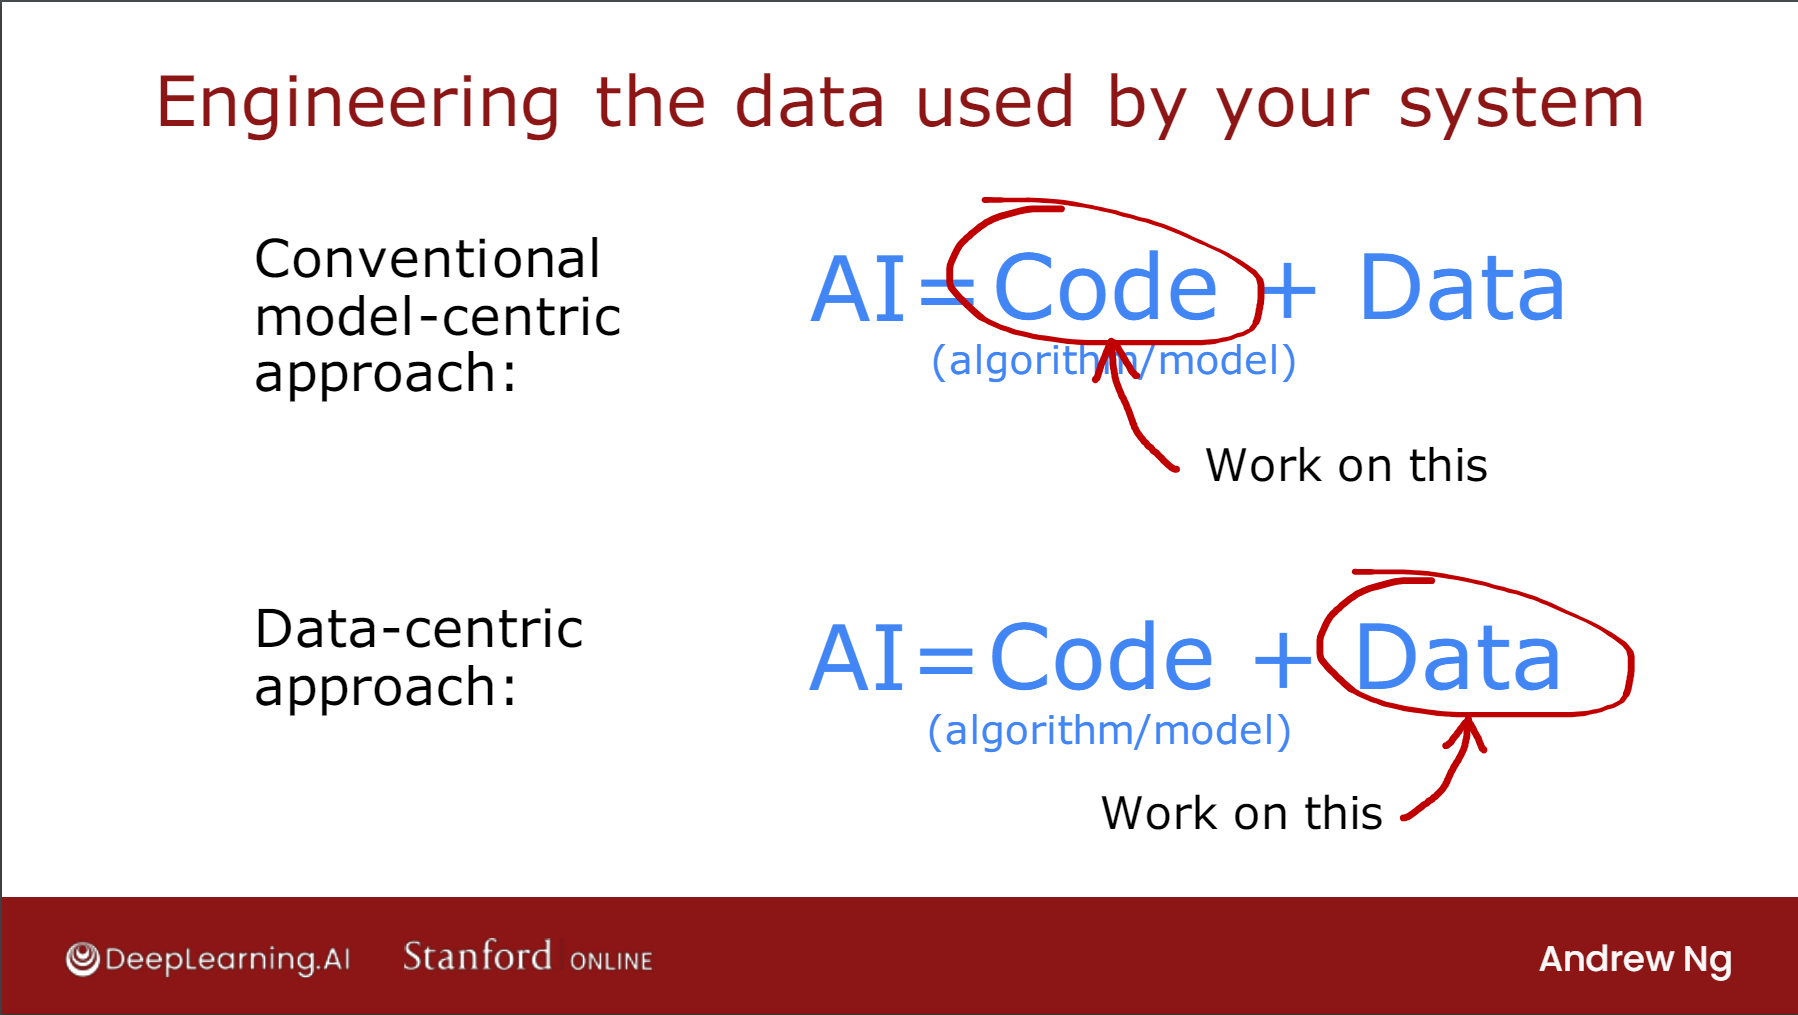 Engineering the data used by your system
Conventional
model-centric
approach:
AI=Code + Data
(algorithm/model)
Work on this
Data-centric
approach:
AI=Code + Data
(algorithm/model)
Work on this
DeepLearning.AI
Stanford ONLINE
Andrew Ng